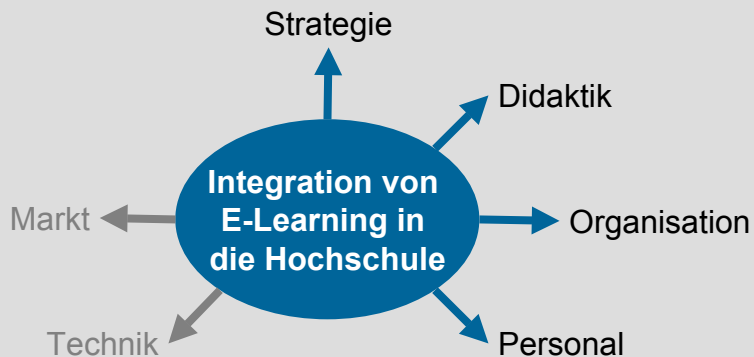 Strategie
Didaktik
Integration von
E-Learning in
die Hochschule
Markt
Organisation
Technik
Personal